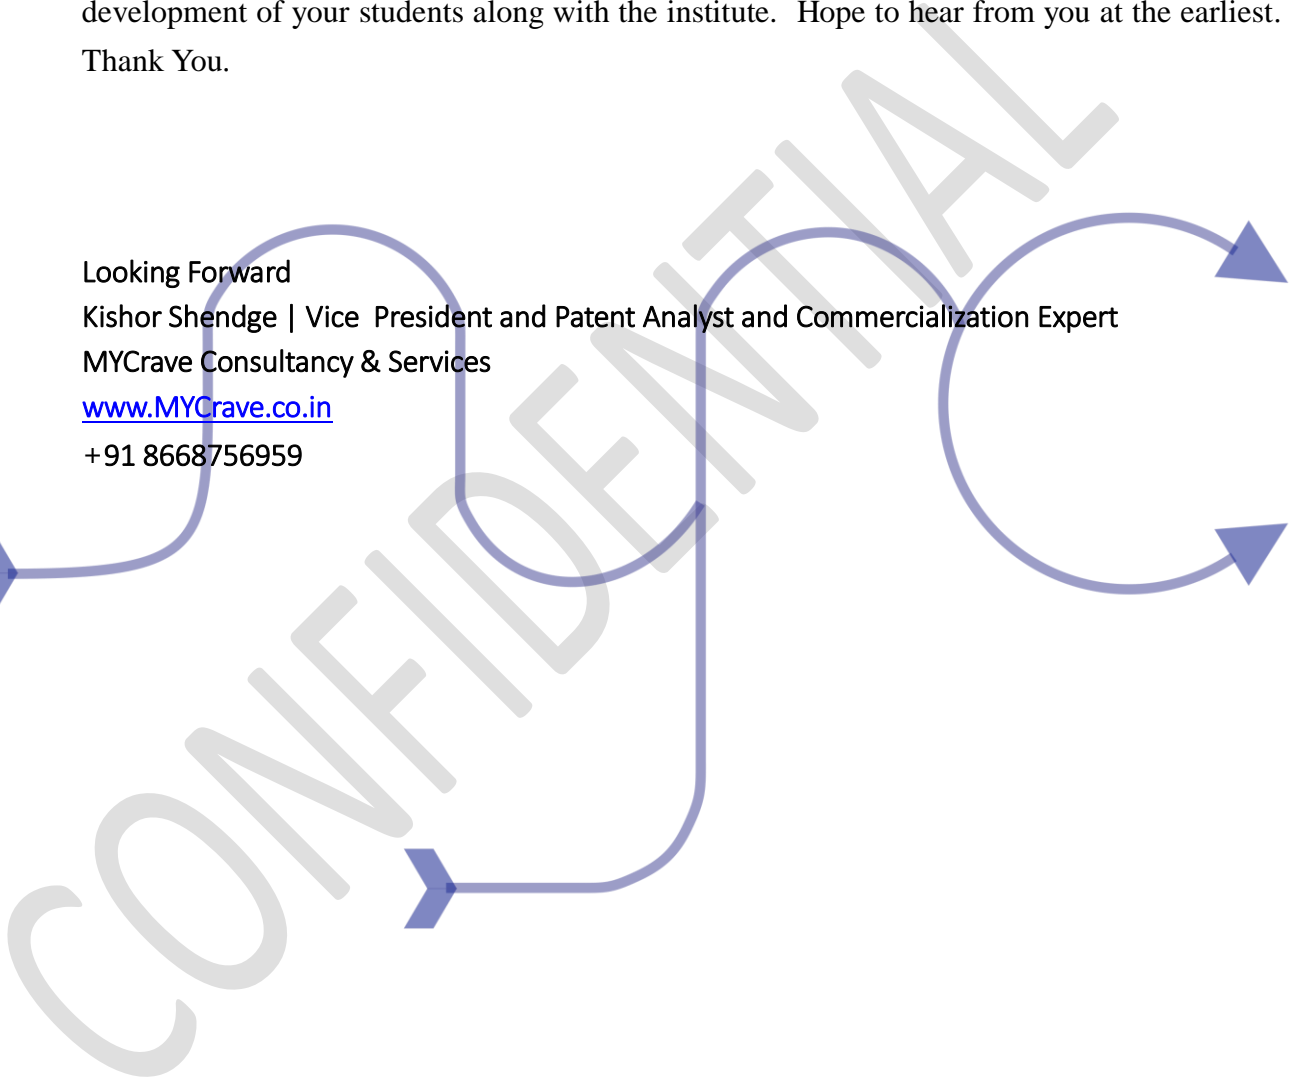 development of your students along with the institute. Hope to hear from you at the earliest.
Thank You.
Looking Forward
Kishor Shendge | Vice President and Patent Analyst and Commercialization Expert
MYCrave Consultancy & Services
www.MYCrave.co.in
+91 8668756959
CONFIDENTIAL